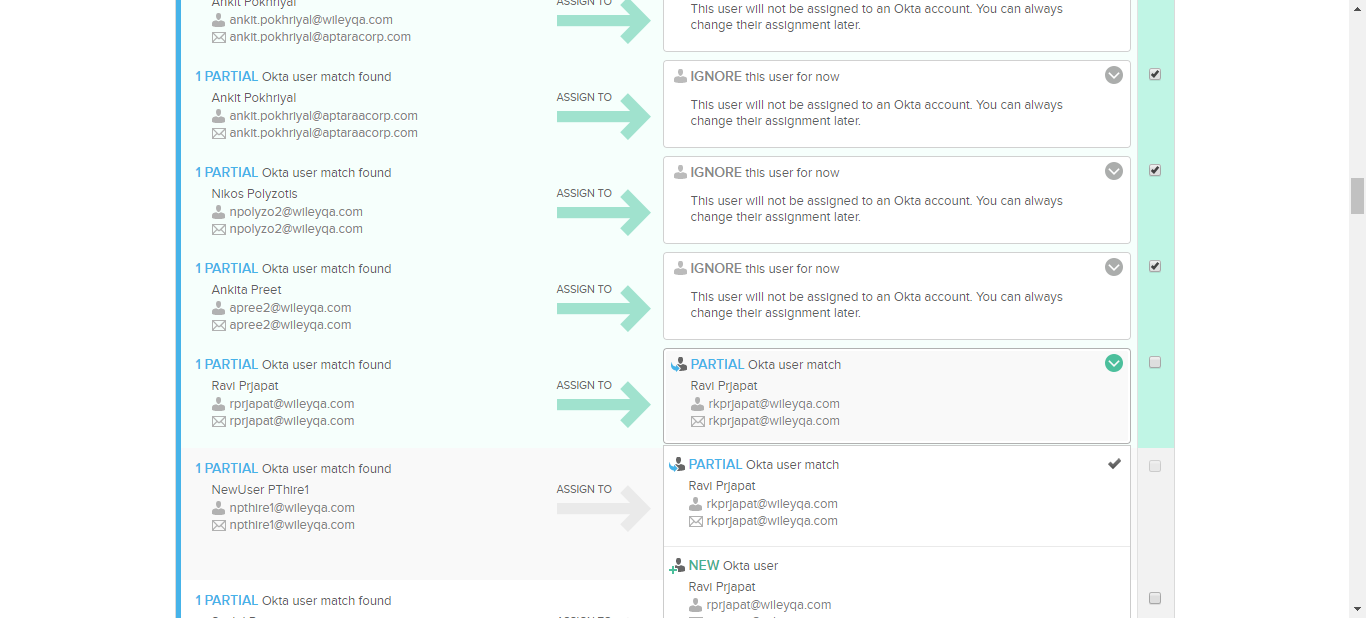 Ankit Pokhriyal
ASSIGN TO
ankit.pokhriyal@wileyqa.com
ankit.pokhriyal@aptaracorp.com
This user will not be assigned to an Okta account. You can always
change their assignment later.
1 PARTIAL Okta user match found
Ankit Pokhriyal
ankit.pokhriyal@aptaraacorp.com
ankit.pokhriyal@aptaraacorp.com
ASSIGN TO
IGNORE this user for now
This user will not be assigned to an Okta account. You can always
change their assignment later.
1 PARTIAL Okta user match found
Nikos Polyzotis
npolyzo2@wileyqa.com
npolyzo2@wileyqa.com
ASSIGN TO
IGNORE this user for now
This user will not be assigned to an Okta account. You can always
change their assignment later.
1 PARTIAL Okta user match found
Ankita Preet
apree2@wileyqa.com
apree2@wileyqa.com
ASSIGN TO
IGNORE this user for now
This user will not be assigned to an Okta account. You can always
change their assignment later.
1 PARTIAL Okta user match found
Ravi Prjapat
rprjapat@wileyqa.com
rprjapat@wileyqa.com
ASSIGN TO
PARTIAL Okta user match
Ravi Prjapat
rkprjapat@wileyqa.com
rkprjapat@wileyqa.com
1 PARTIAL Okta user match found
NewUser PThire1
npthire1@wileyqa.com
npthire1@wileyqa.com
ASSIGN TO
PARTIAL Okta user match
Ravi Prjapat
rkprjapat@wileyqa.com
rkprjapat@wileyqa.com
NEW Okta user
Ravi Prjapat
rprjapat@wileyqa.com
1 PARTIAL Okta user match found